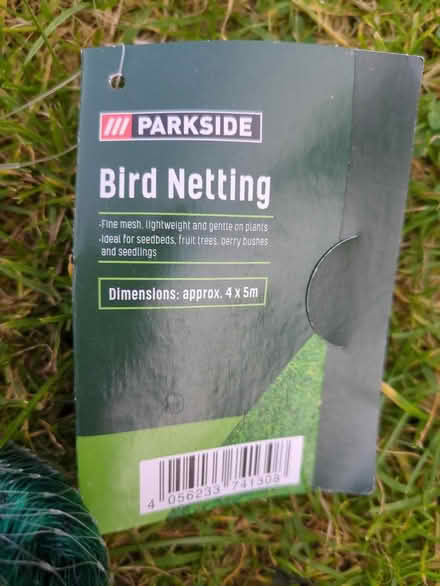 PARKSIDE
Bird Netting
-Fine mesh, lightweight and gentle on plants
-Ideal for seedbeds, fruit trees, berry bushes
and seedlings
Dimensions: approx. 4 x 5m
4 056233 741308